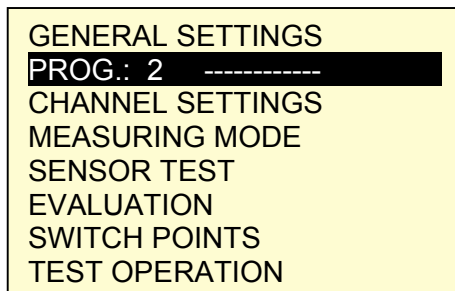 GENERAL SETTINGS
PROG.: 2 ------------
CHANNEL SETTINGS
MEASURING MODE
SENSOR TEST
EVALUATION
SWITCH POINTS
TEST OPERATION